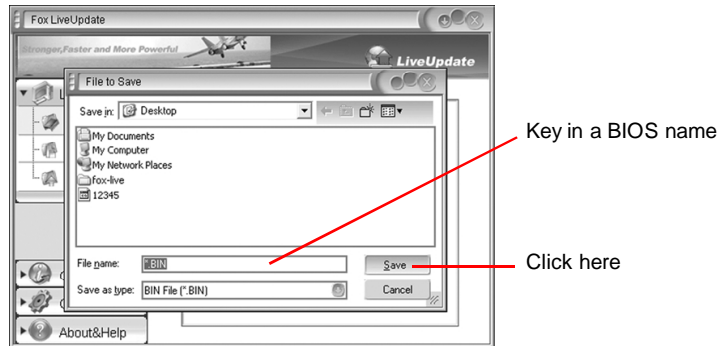 Fox LiveUpdate
Stronger,Faster and More Powerful
LiveUpdate
File to Save
Save in: Desktop
My Documents
My Computer
My Network Places
fox-live
12345
File name: *.BIN
Save
Save as type: BIN File (*.BIN)
Cancel
About&Help
Key in a BIOS name
Click here